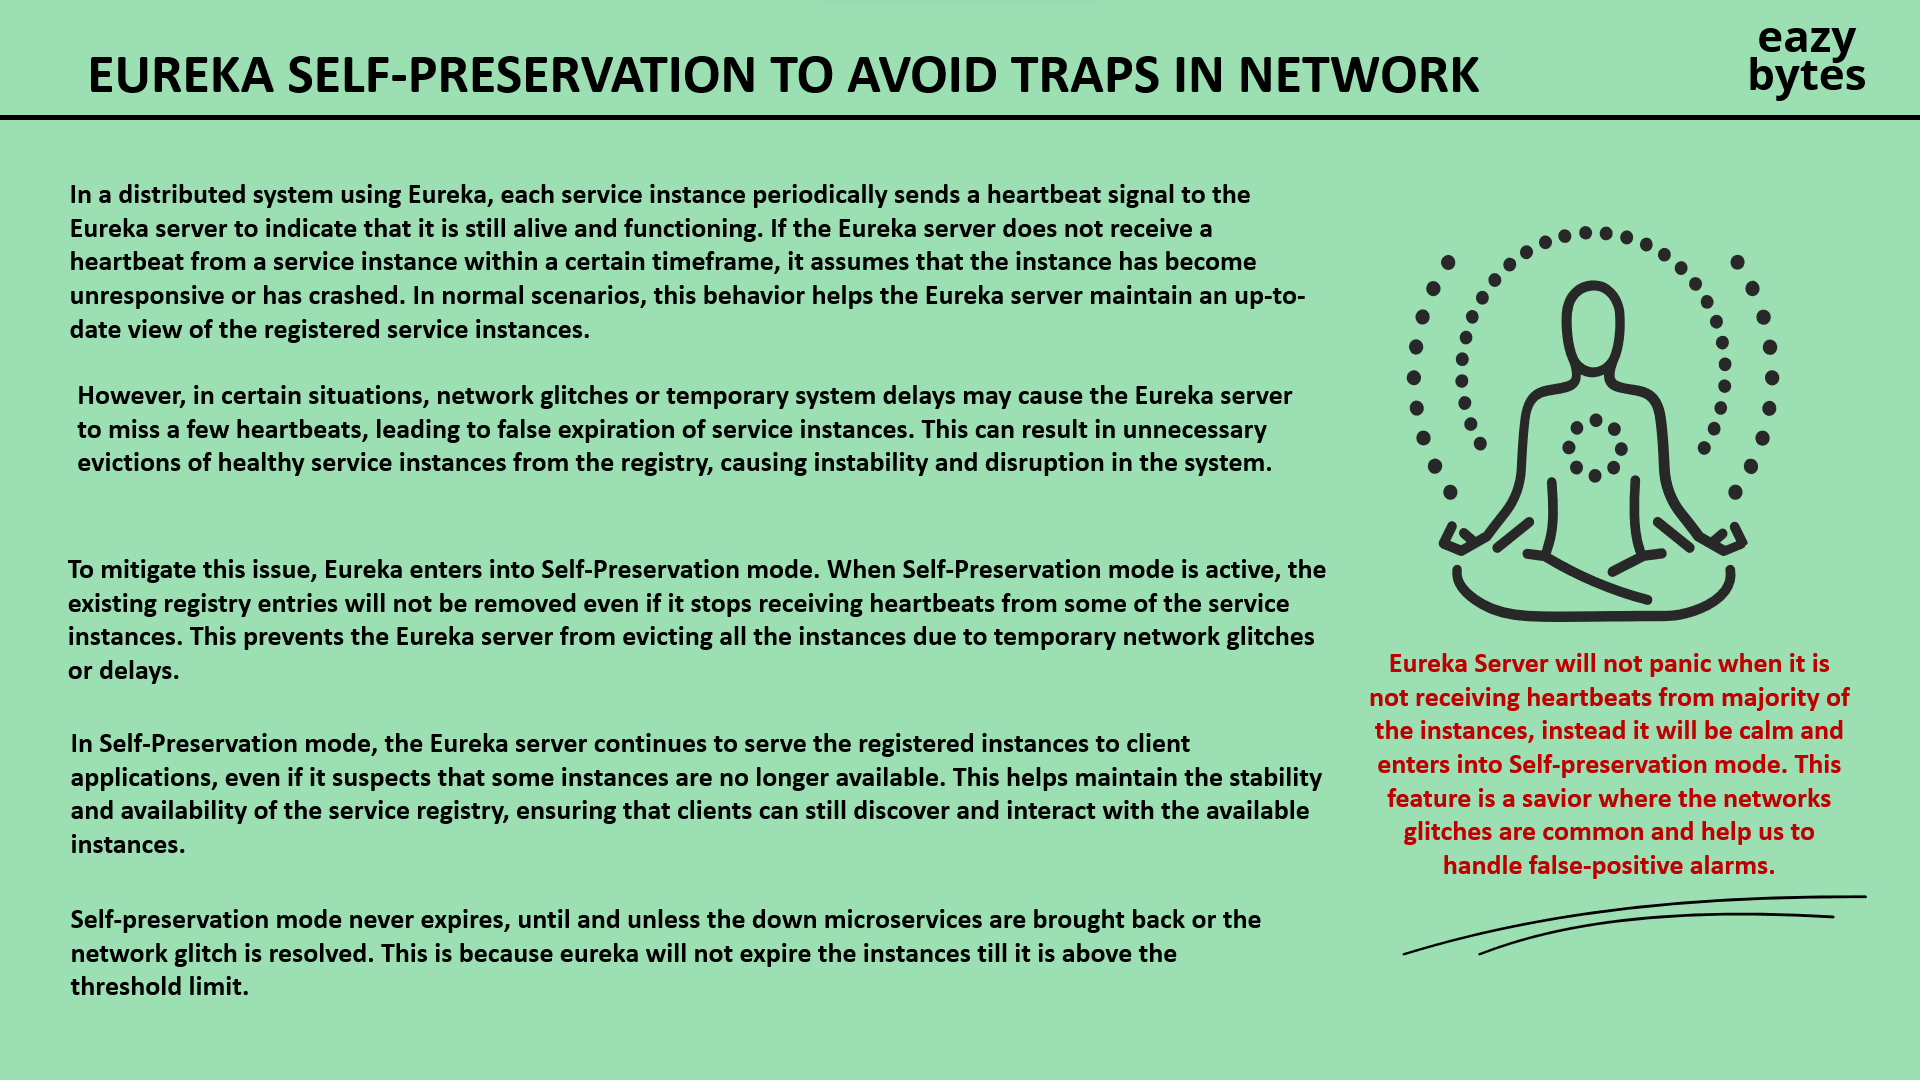 EUREKA SELF-PRESERVATION TO AVOID TRAPS IN NETWORK
eazy
bytes
In a distributed system using Eureka, each service instance periodically sends a heartbeat signal to the
Eureka server to indicate that it is still alive and functioning. If the Eureka server does not receive a
heartbeat from a service instance within a certain timeframe, it assumes that the instance has become
unresponsive or has crashed. In normal scenarios, this behavior helps the Eureka server maintain an up-to-
date view of the registered service instances.
However, in certain situations, network glitches or temporary system delays may cause the Eureka server
to miss a few heartbeats, leading to false expiration of service instances. This can result in unnecessary
evictions of healthy service instances from the registry, causing instability and disruption in the system.
To mitigate this issue, Eureka enters into Self-Preservation mode. When Self-Preservation mode is active, the
existing registry entries will not be removed even if it stops receiving heartbeats from some of the service
instances. This prevents the Eureka server from evicting all the instances due to temporary network glitches
or delays.
In Self-Preservation mode, the Eureka server continues to serve the registered instances to client
applications, even if it suspects that some instances are no longer available. This helps maintain the stability
and availability of the service registry, ensuring that clients can still discover and interact with the available
instances.
Self-preservation mode never expires, until and unless the down microservices are brought back or the
network glitch is resolved. This is because eureka will not expire the instances till it is above the
threshold limit.
Eureka Server will not panic when it is
not receiving heartbeats from majority of
the instances, instead it will be calm and
enters into Self-preservation mode. This
feature is a savior where the networks
glitches are common and help us to
handle false-positive alarms.